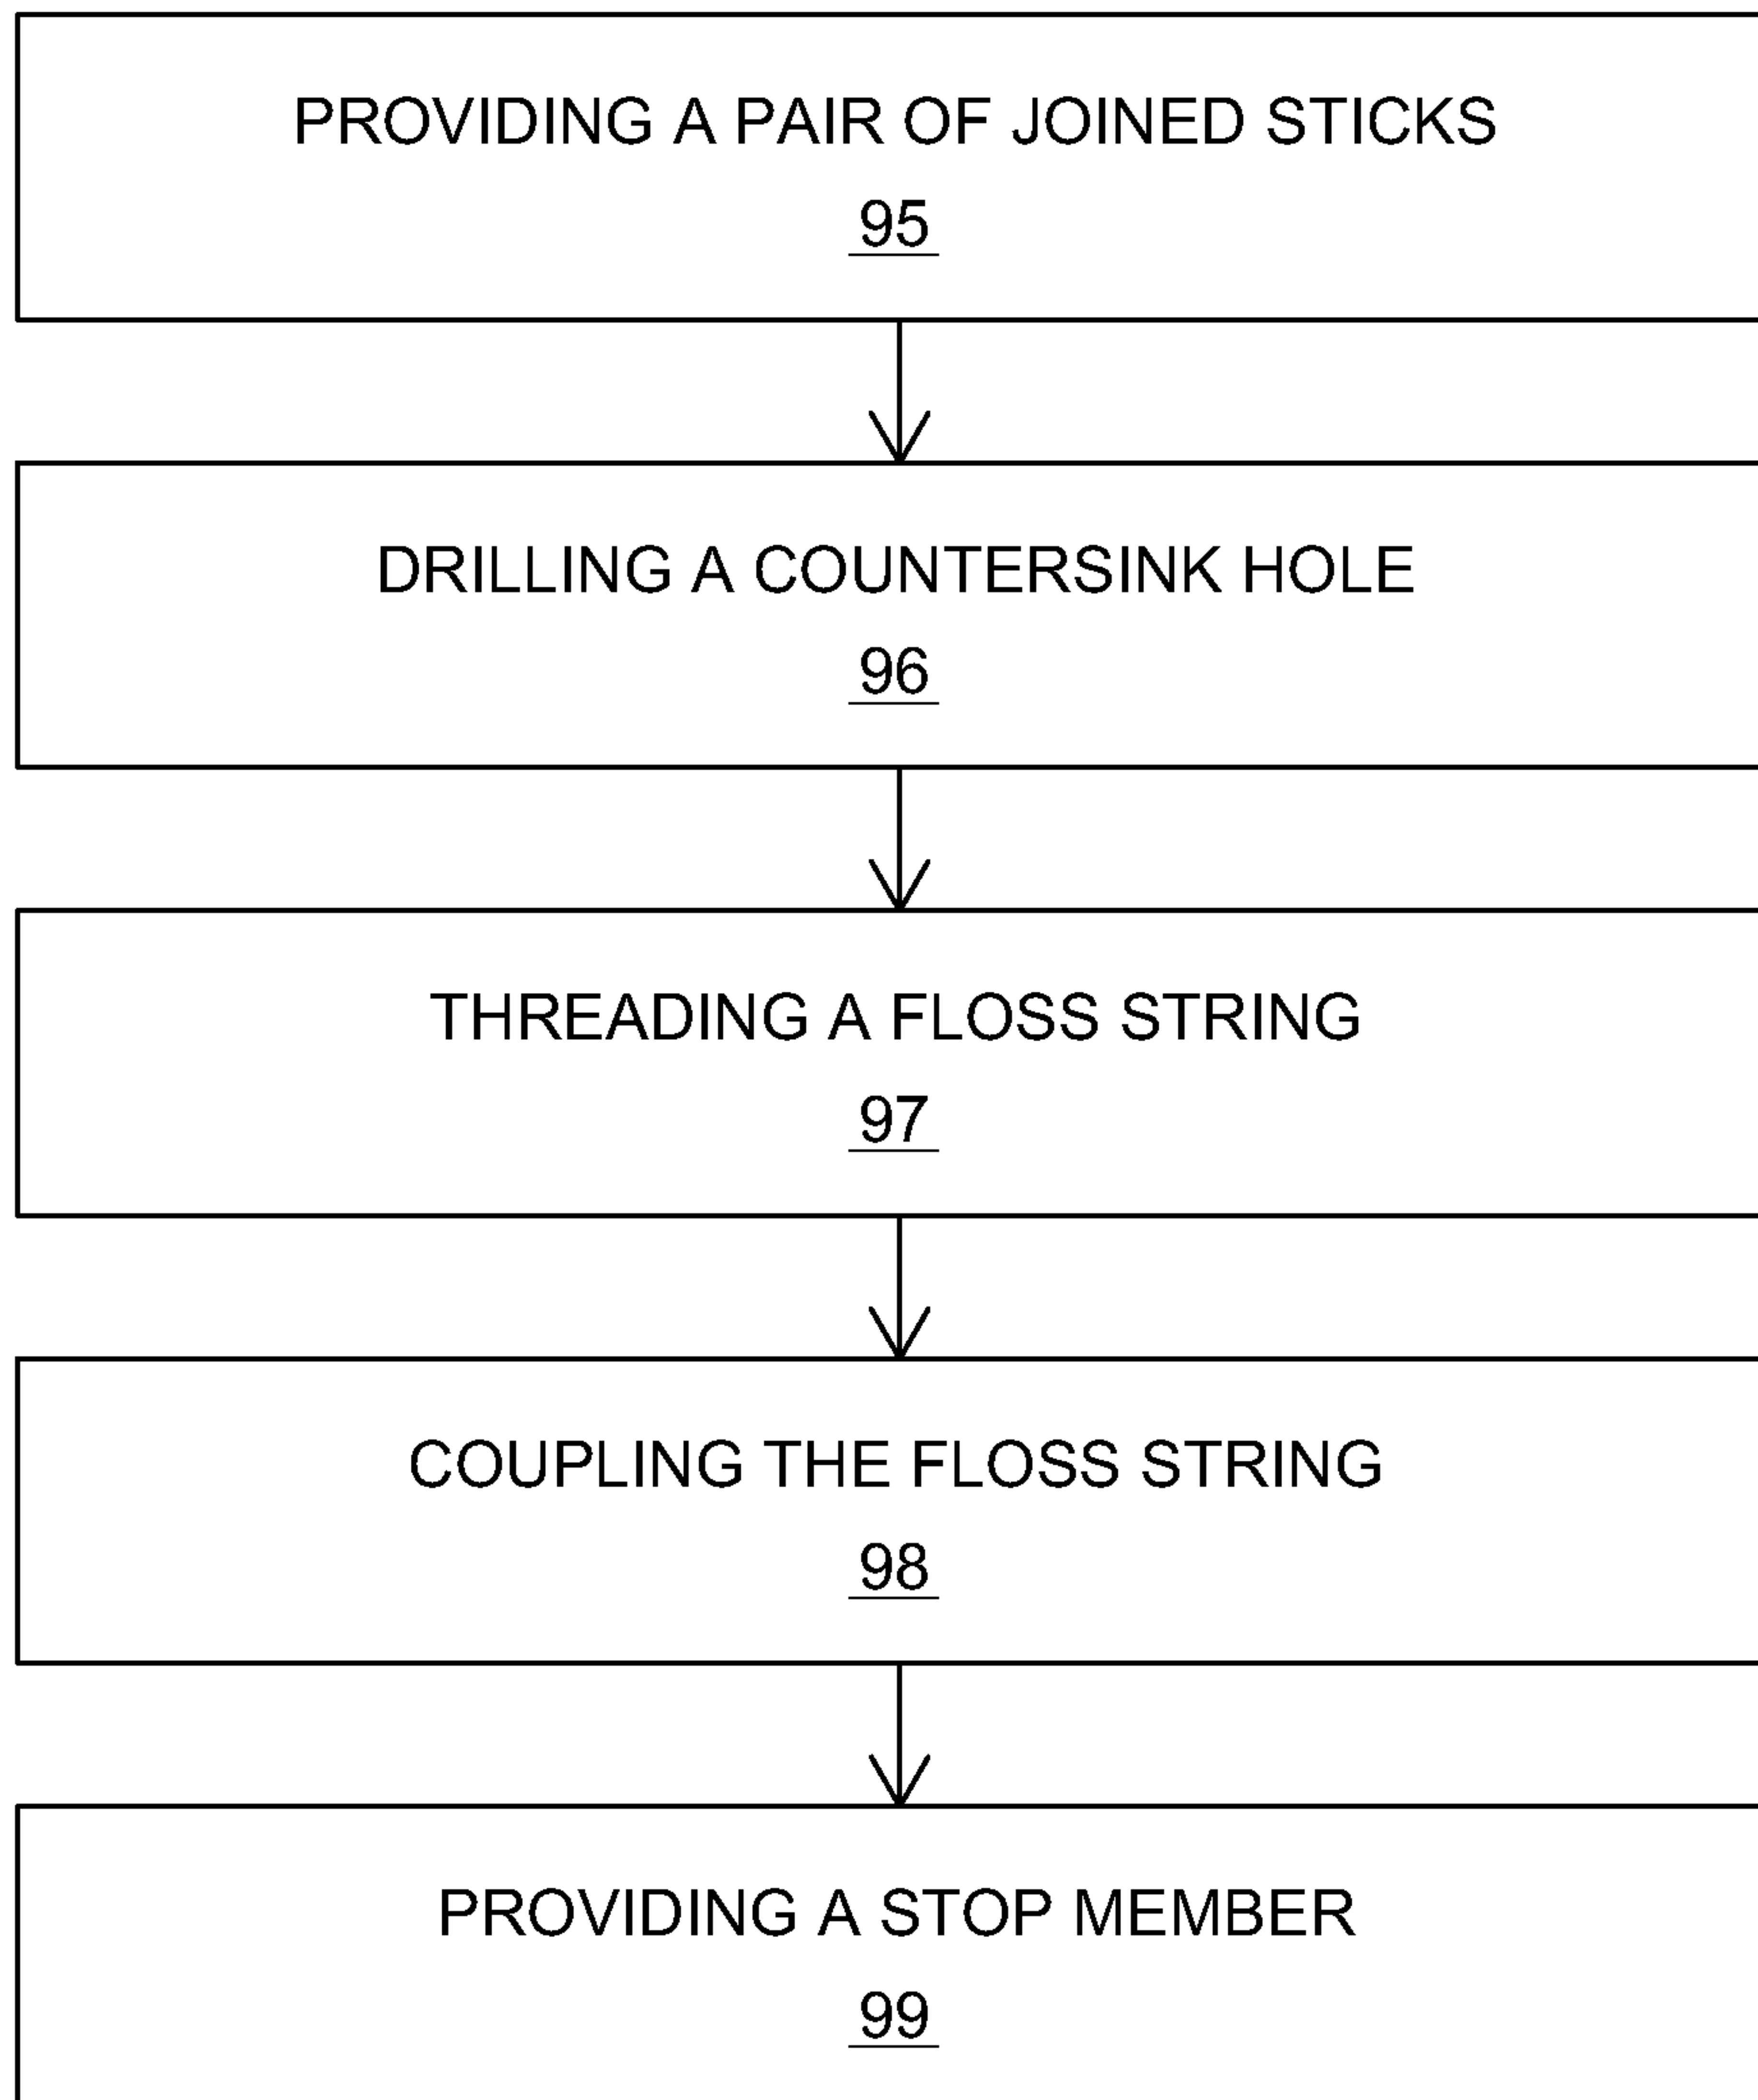 PROVIDING A PAIR OF JOINED STICKS
95
DRILLING A COUNTERSINK HOLE
96
THREADING A FLOSS STRING
97
COUPLING THE FLOSS STRING
98
PROVIDING A STOP MEMBER
99